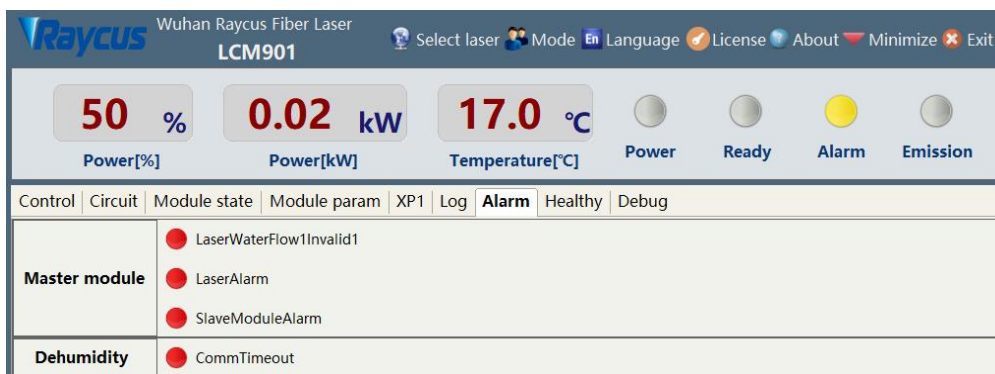 Raycus
Wuhan Raycus Fiber Laser
LCM901
Select laser Mode En Language License About Minimize Exit
50 % 0.02 kW 17.0 ℃
Power[%] Power[kW] Temperature[℃] Power Ready Alarm Emission
Control Circuit Module state Module param XP1 Log Alarm Healthy Debug
LaserWaterFlow1Invalid1
Master module LaserAlarm
SlaveModuleAlarm
Dehumidity CommTimeout